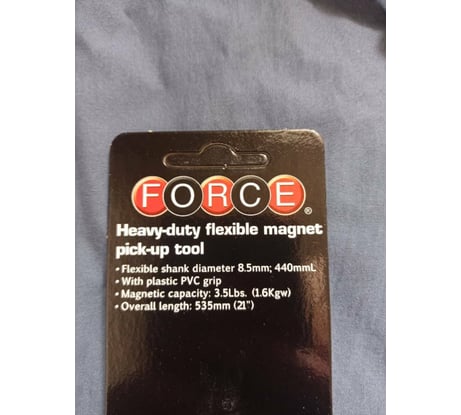 FORCE®
Heavy-duty flexible magnet
pick-up tool
• Flexible shank diameter 8.5mm; 440mmL
• With plastic PVC grip
• Magnetic capacity: 3.5Lbs. (1.6Kgw)
• Overall length: 535mm (21")